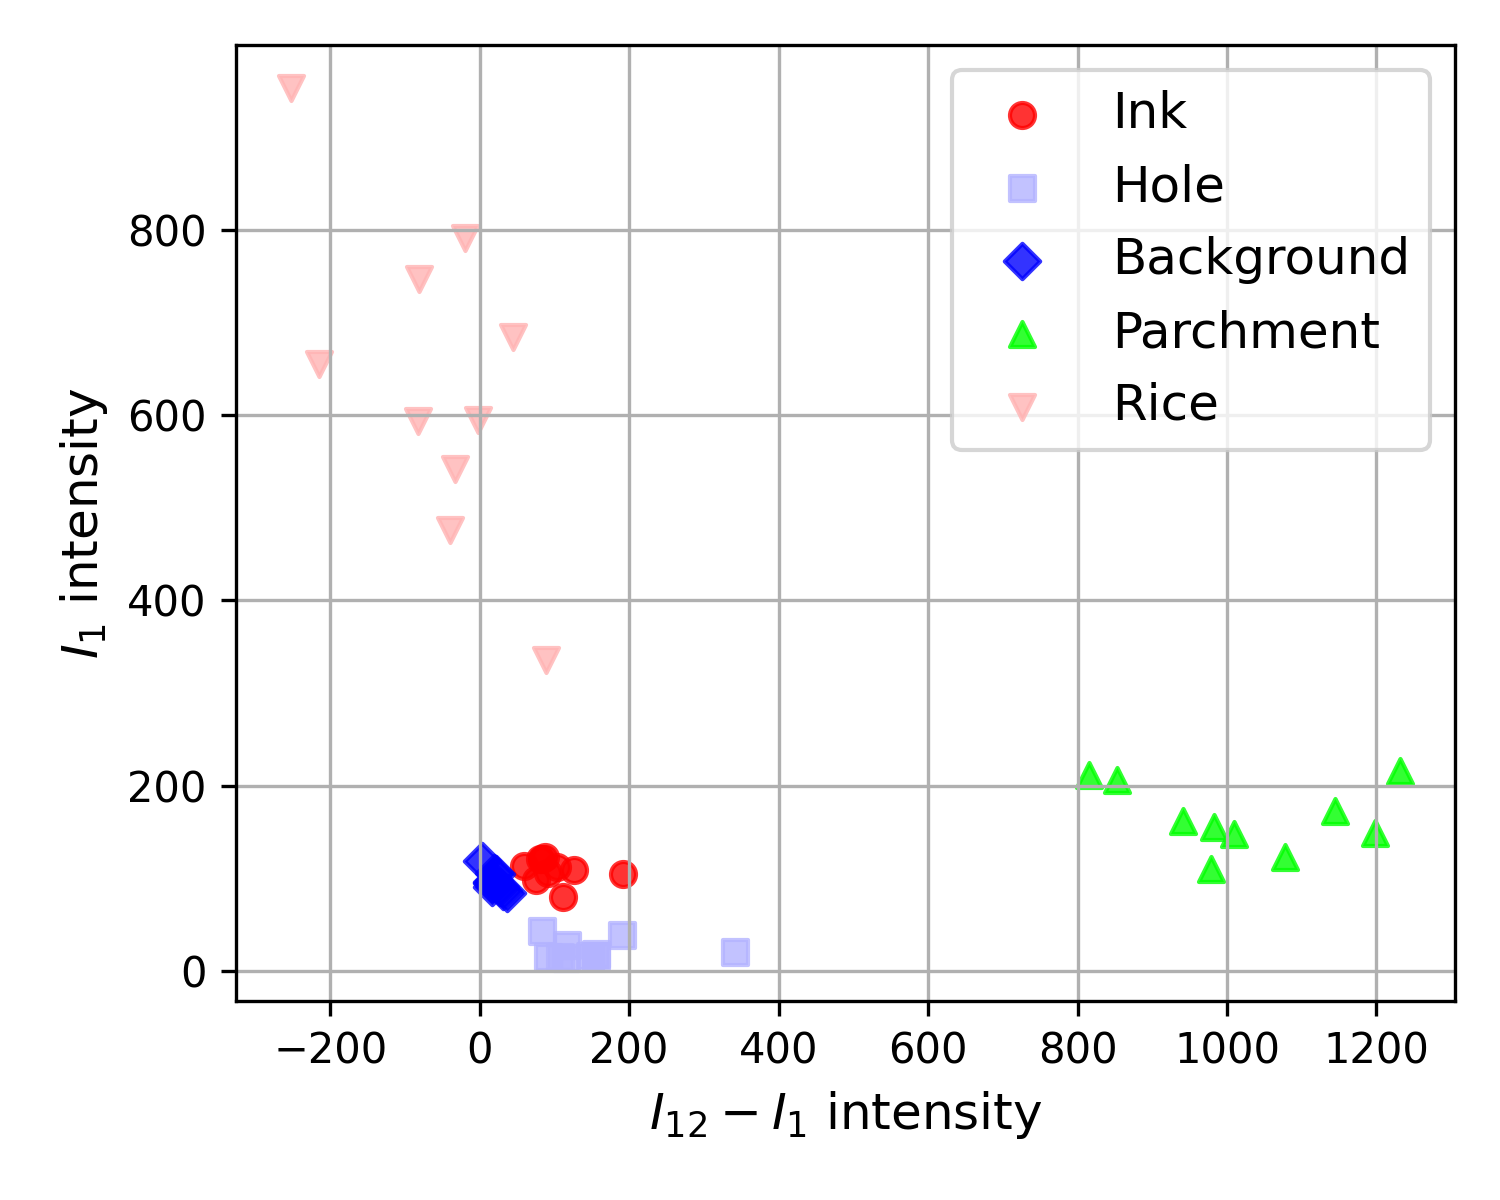 Ink
Hole
Background
Parchment
Rice
800
600
400
200
0
I₁ intensity
−200 0 200 400 600 800 1000 1200
I₁₂ − I₁ intensity